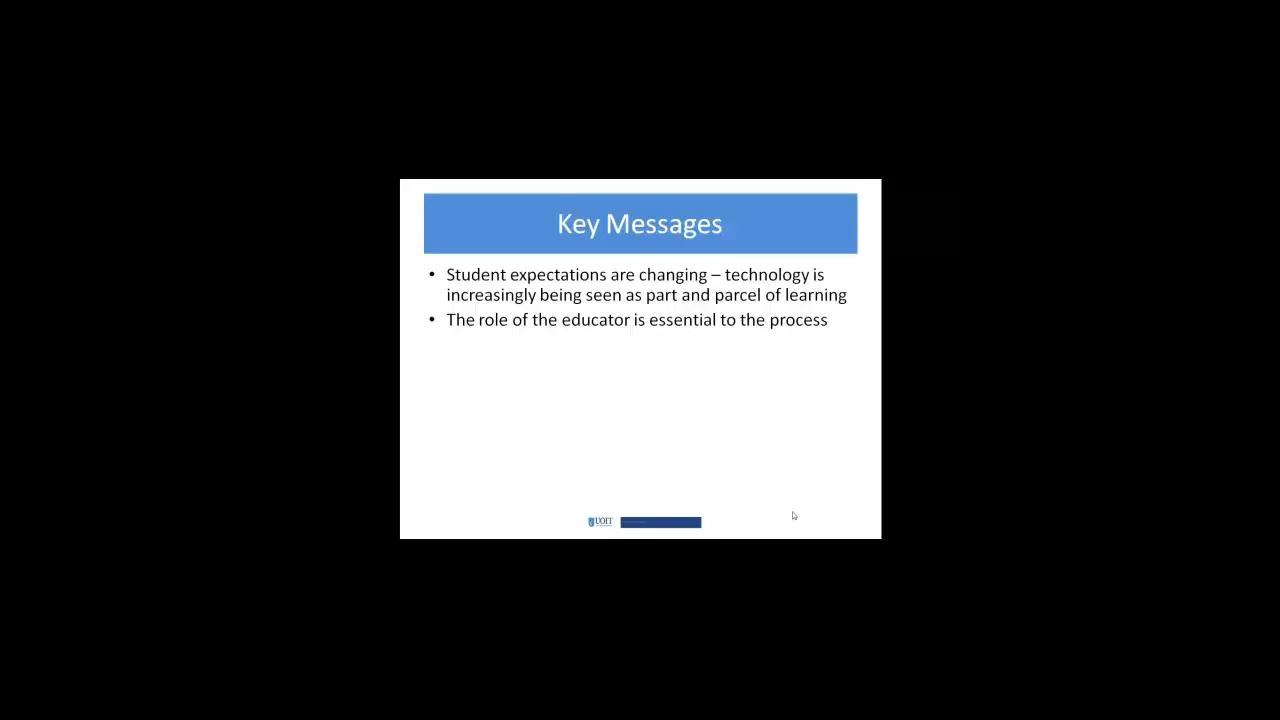 Key Messages
• Student expectations are changing – technology is
increasingly being seen as part and parcel of learning
• The role of the educator is essential to the process
UOIT